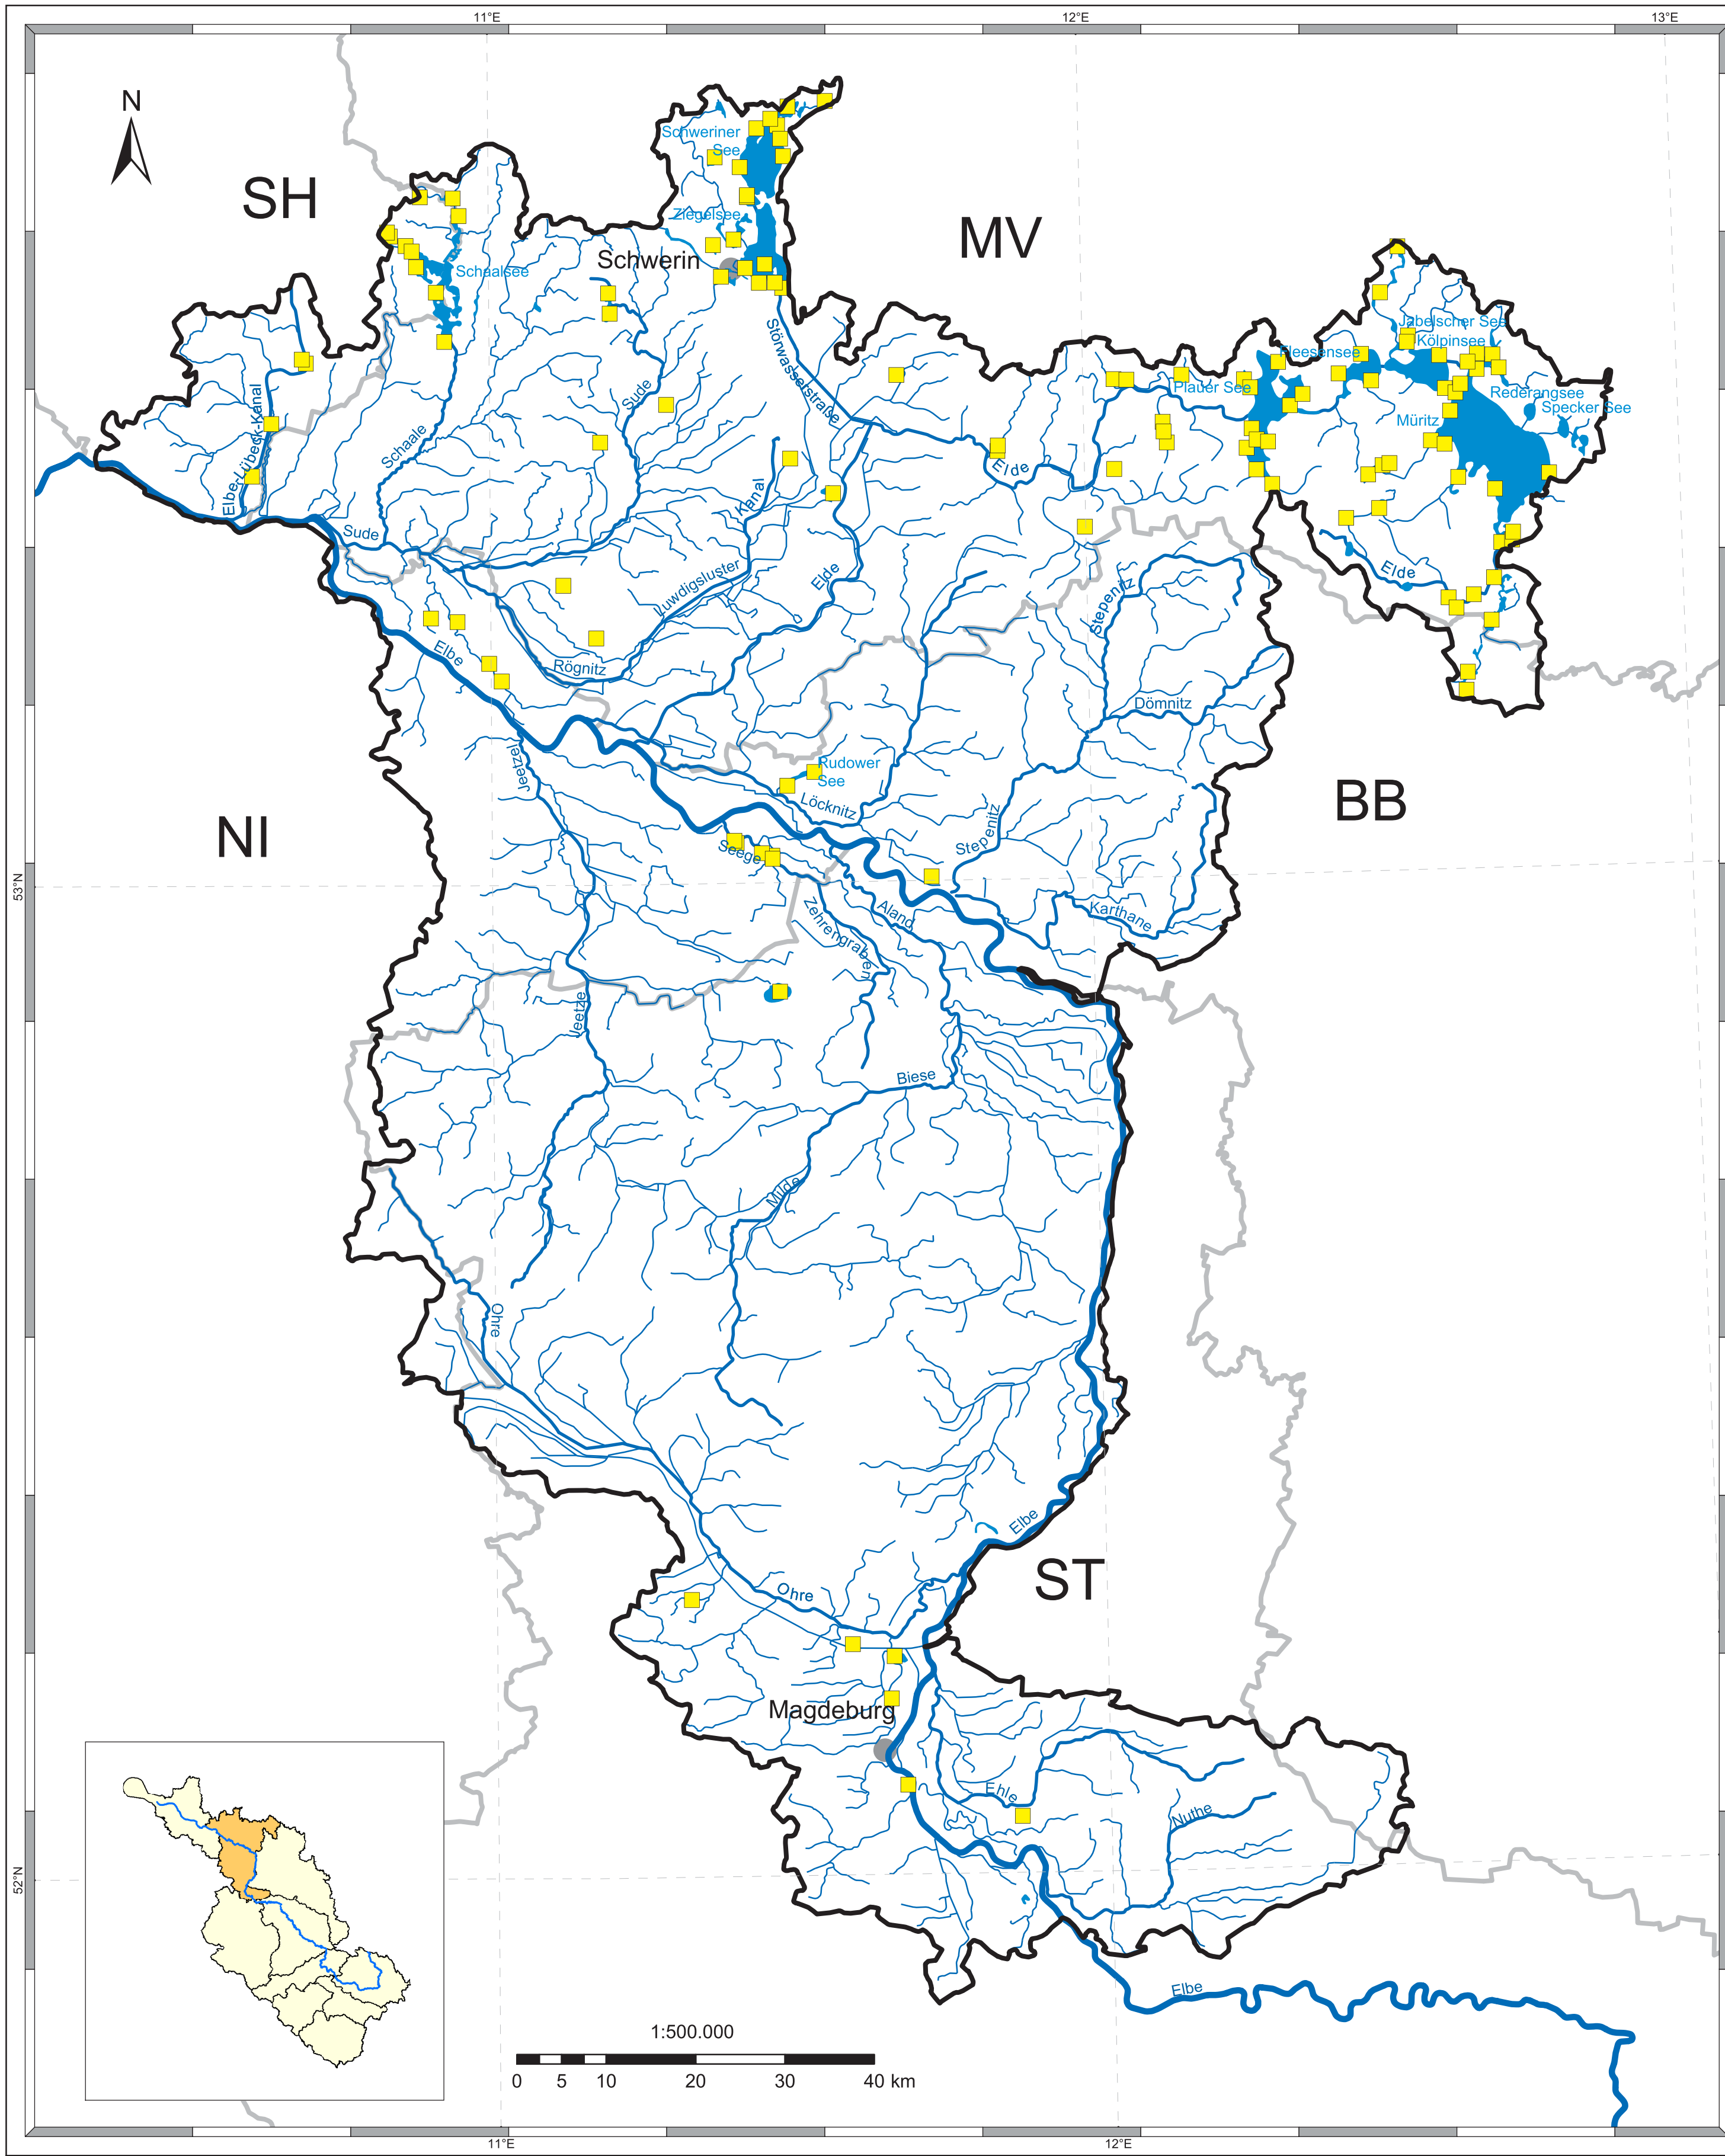 11°E
12°E
13°E
N
SH
MV
NI
BB
ST
Schweriner
See
Ziegelsee
Schwerin
Schaalsee
Jabelscher See
Kölpinsee
Fleesensee
Plauer See
Rederangsee
Specker See
Müritz
Störwasserstraße
Sude
Schaale
Elbe-Lübeck-Kanal
Elde
Kanal
Sude
Luwdigsluster
Elde
Elde
Stepenitz
Elbe
Rögnitz
Dömnitz
Jeetzel
Rudower
See
Löcknitz
Stepenitz
Seege
Aland
Karthane
Zehrengraben
53°N
Jeetze
Biese
Milde
Ohre
Elbe
Ohre
Magdeburg
Ehle
Nuthe
52°N
Elbe
1:500.000
0 5 10 20 30 40 km
11°E
12°E